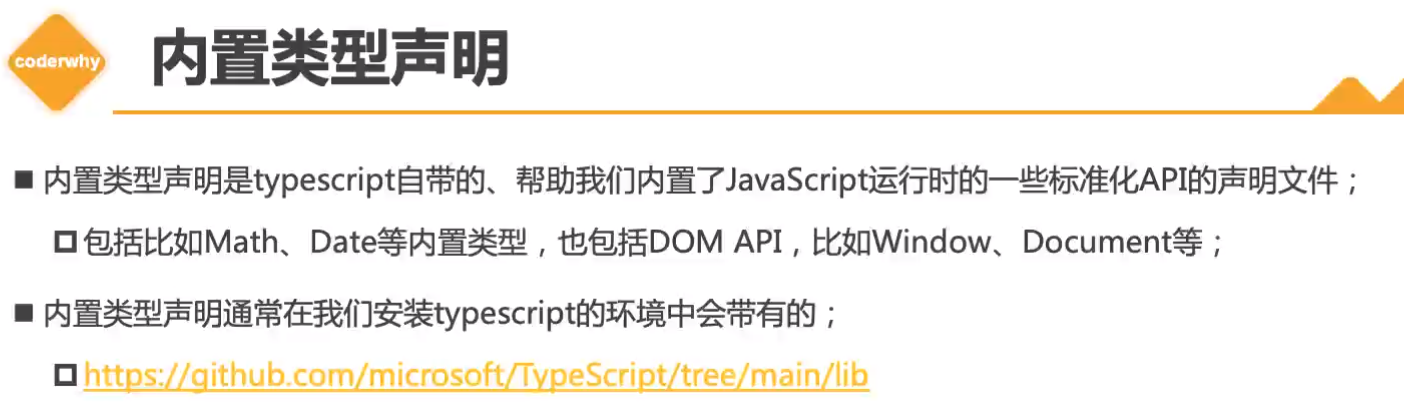 coderwhy
内置类型声明
内置类型声明是typescript自带的、帮助我们内置了JavaScript运行时的一些标准化API的声明文件；
包括比如Math、Date等内置类型，也包括DOM API，比如Window、Document等；
内置类型声明通常在我们安装typescript的环境中会带有的；
https://github.com/microsoft/TypeScript/tree/main/lib